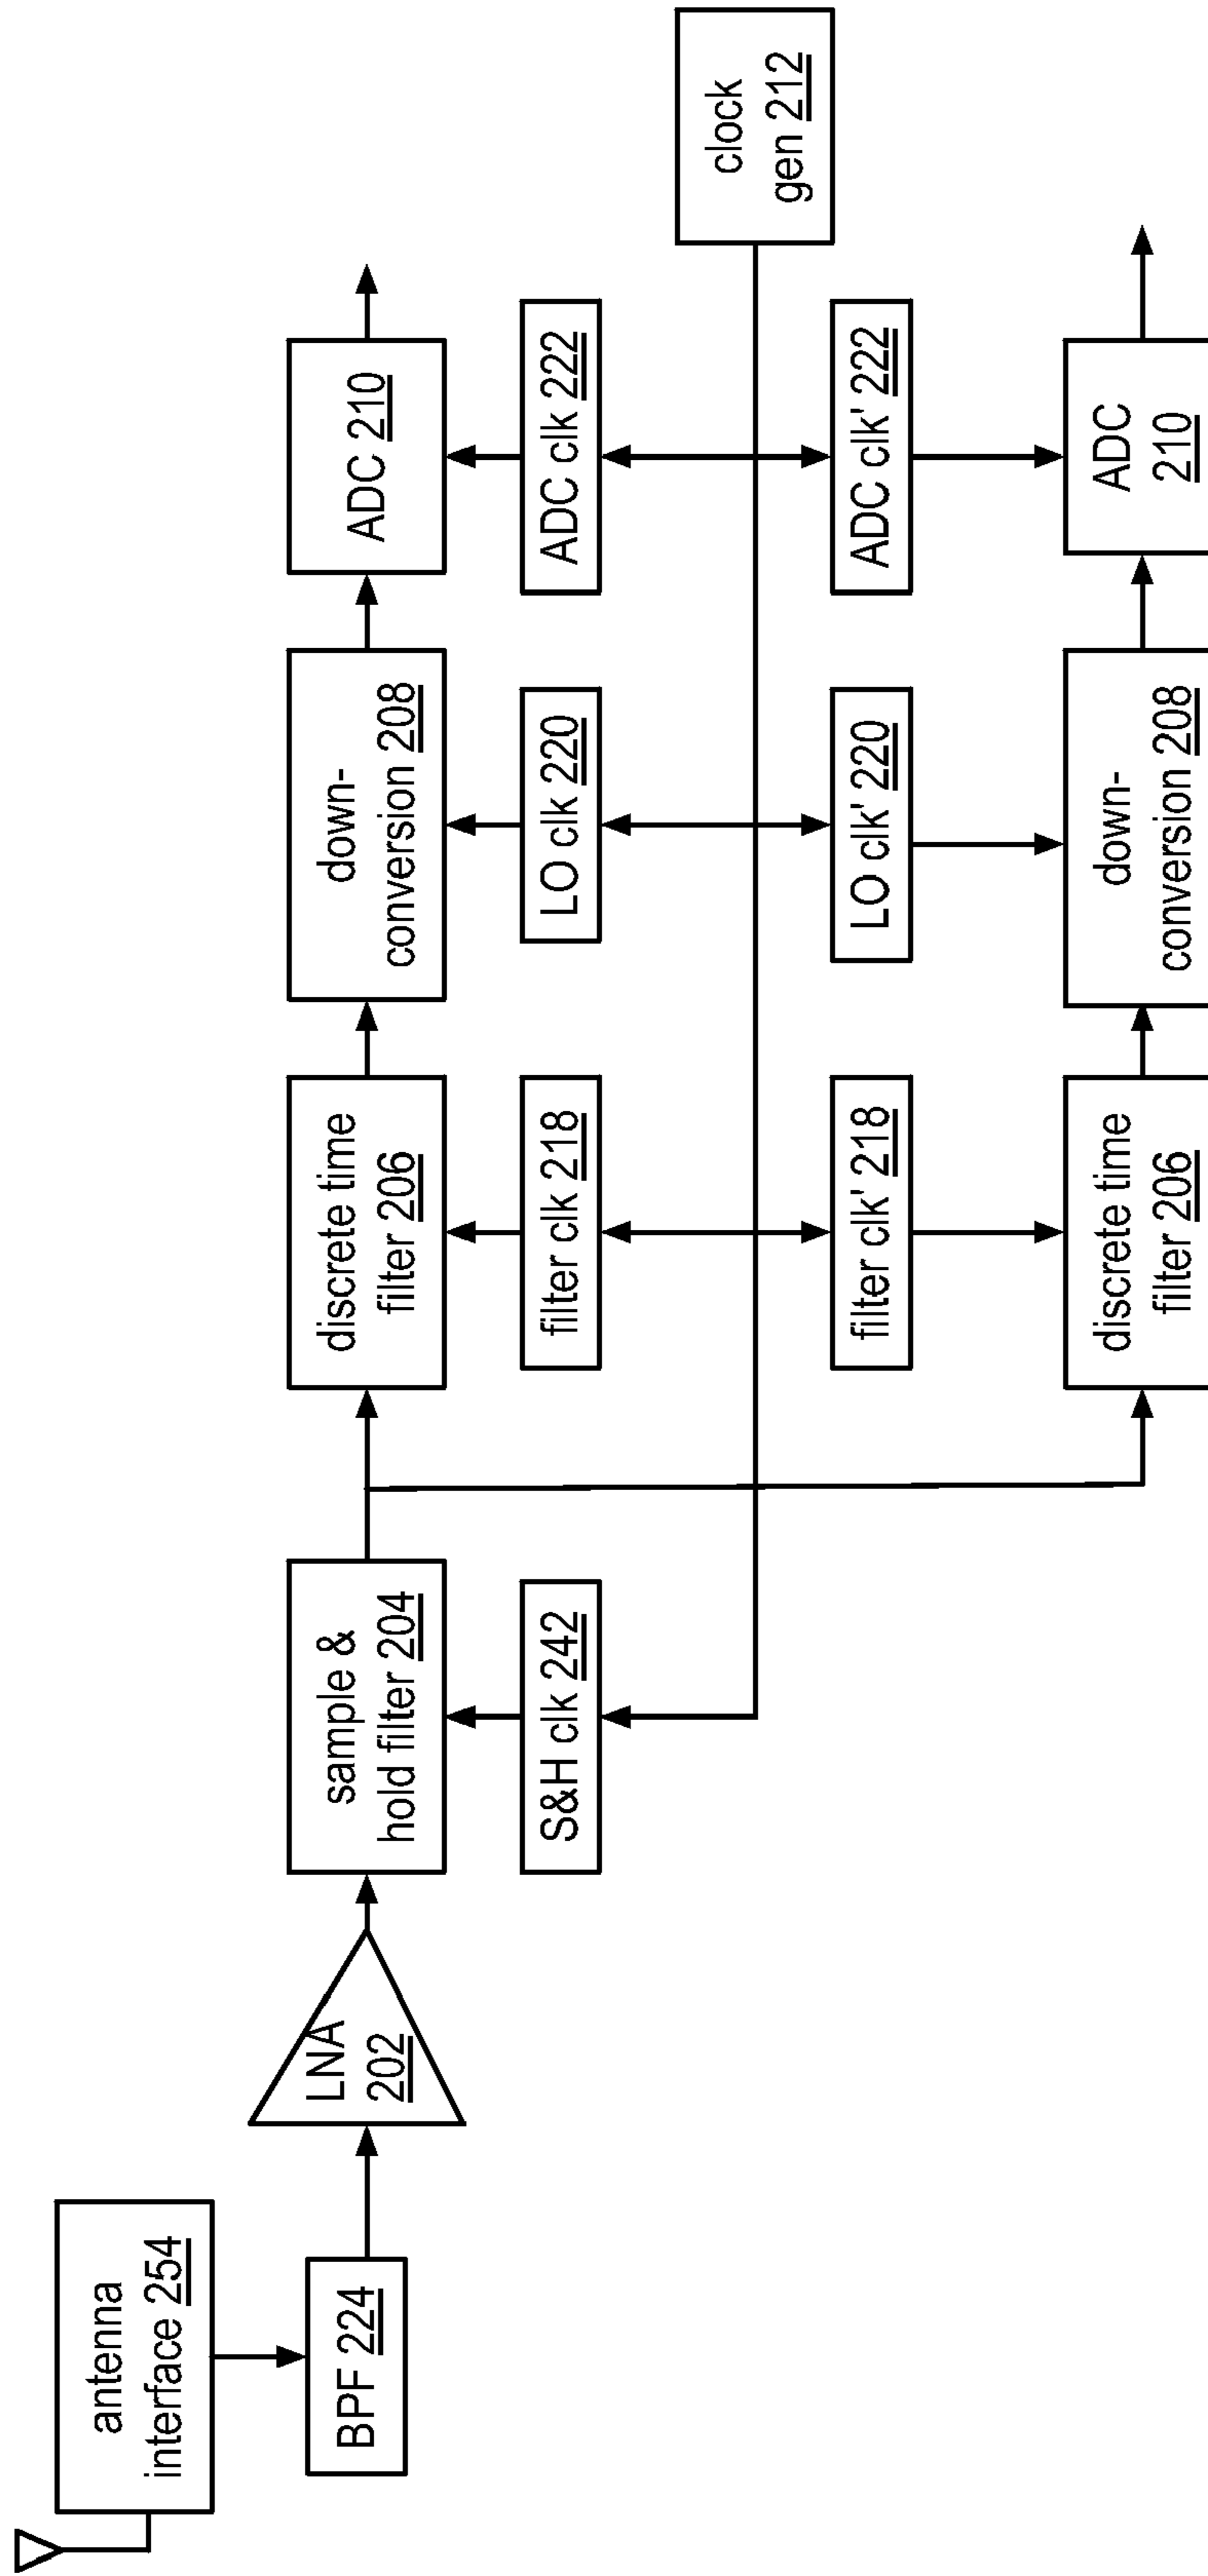 antenna
interface 254
BPF 224
LNA
202
sample &
hold filter 204
S&H clk 242
discrete time
filter 206
down-
conversion 208
ADC 210
filter clk 218
LO clk 220
ADC clk 222
clock
gen 212
filter clk' 218
LO clk' 220
ADC clk' 222
discrete time
filter 206
down-
conversion 208
ADC
210